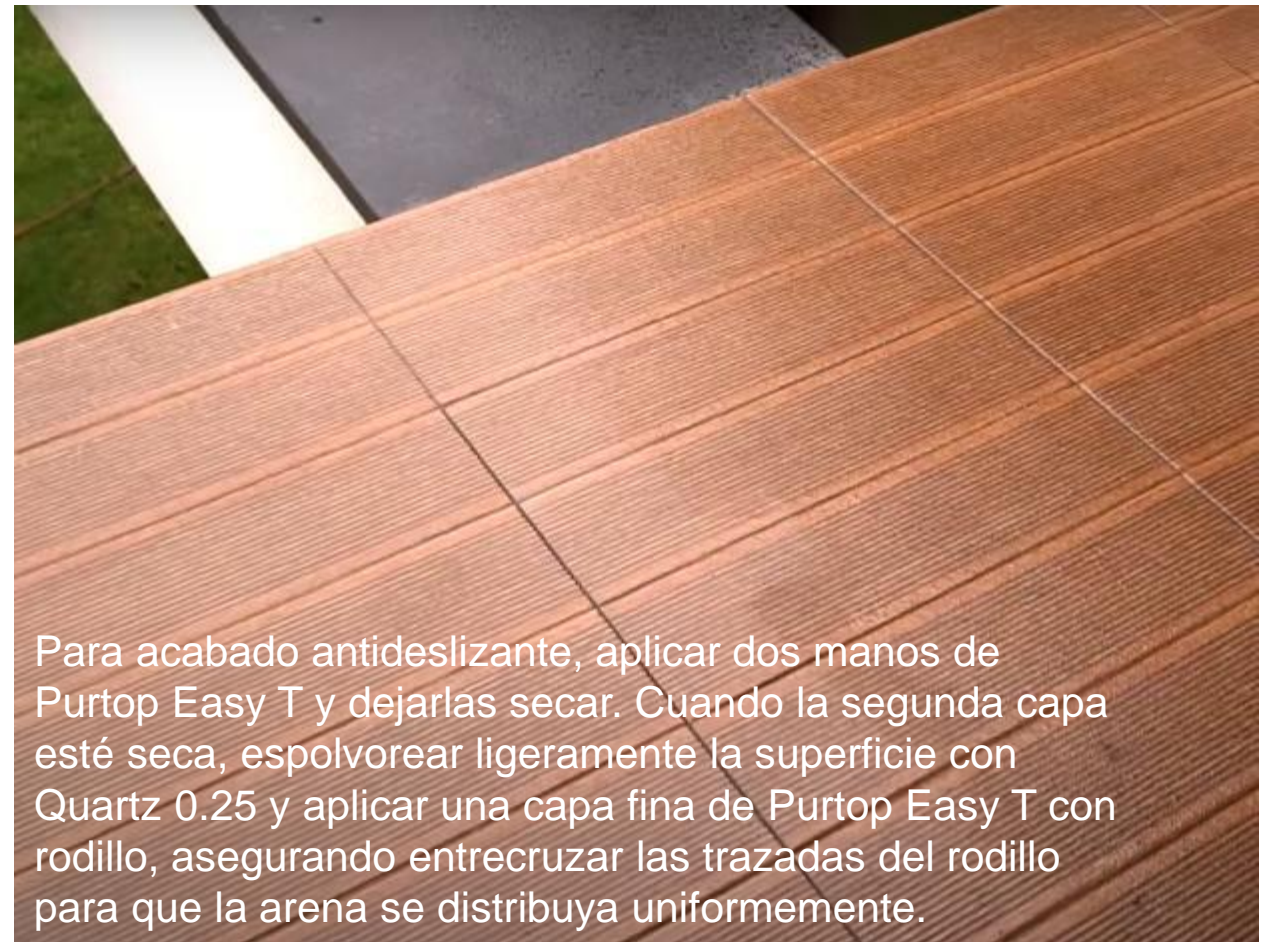 Para acabado antideslizante, aplicar dos manos de
Purtop Easy T y dejarlas secar. Cuando la segunda capa
esté seca, espolvorear ligeramente la superficie con
Quartz 0.25 y aplicar una capa fina de Purtop Easy T con
rodillo, asegurando entrecruzar las trazadas del rodillo
para que la arena se distribuya uniformemente.